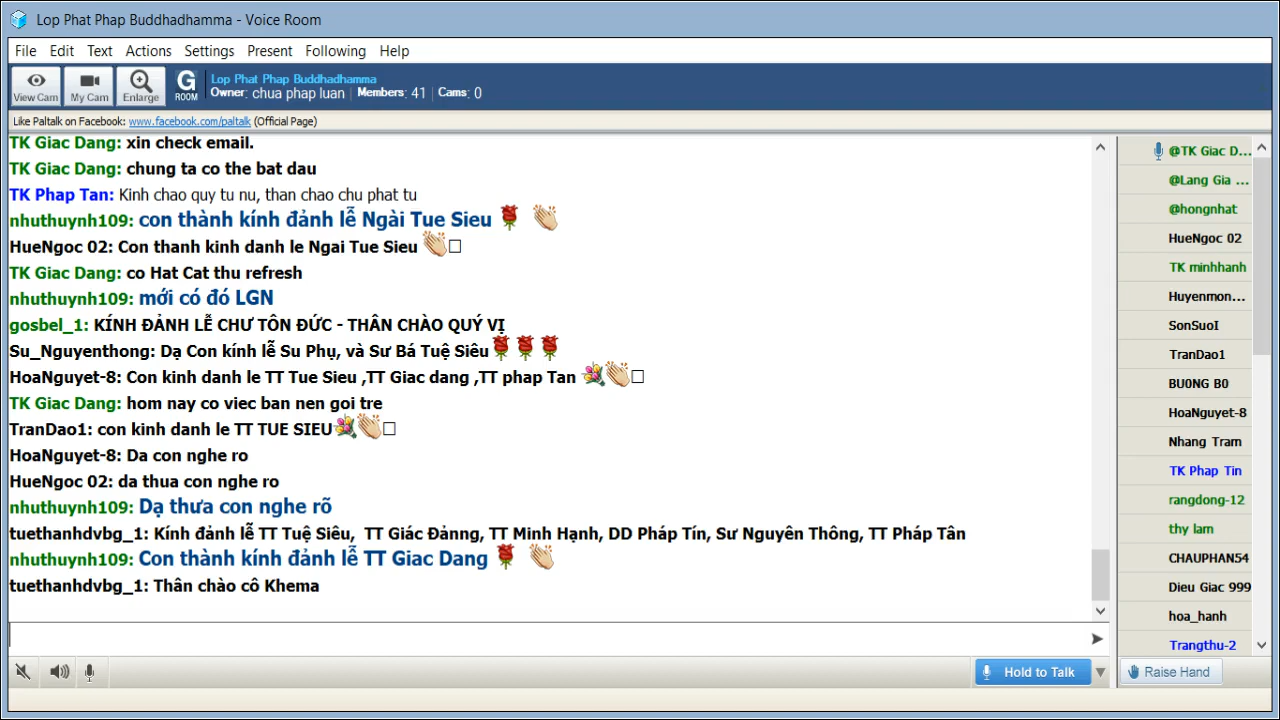 Lop Phat Phap Buddhadhamma - Voice Room
File Edit Text Actions Settings Present Following Help
View Cam My Cam Enlarge G ROOM
Lop Phat Phap Buddhadhamma
Owner: chua phap luan Members: 41 Cams: 0
Like Paltalk on Facebook: www.facebook.com/paltalk (Official Page)
TK Giac Dang: xin check email.
TK Giac Dang: chung ta co the bat dau
TK Phap Tan: Kinh chao quy tu nu, than chao chu phat tu
nhuthuynh109: con thành kính đảnh lễ Ngài Tue Sieu
HueNgoc 02: Con thanh kinh danh le Ngai Tue Sieu
TK Giac Dang: co Hat Cat thu refresh
nhuthuynh109: mới có đó LGN
gosbel_1: KÍNH ĐẢNH LỄ CHƯ TÔN ĐỨC - THÂN CHÀO QUÝ VỊ
Su_Nguyenthong: Dạ Con kính lễ Su Phụ, và Sư Bá Tuệ Siêu
HoaNguyet-8: Con kinh danh le TT Tue Sieu ,TT Giac dang ,TT phap Tan
TK Giac Dang: hom nay co viec ban nen goi tre
TranDao1: con kinh danh le TT TUE SIEU
HoaNguyet-8: Da con nghe ro
HueNgoc 02: da thua con nghe ro
nhuthuynh109: Dạ thưa con nghe rõ
tuethanhdvbg_1: Kính đảnh lễ TT Tuệ Siêu, TT Giác Đảnng, TT Minh Hạnh, DD Pháp Tín, Sư Nguyên Thông, TT Pháp Tân
nhuthuynh109: Con thành kính đảnh lễ TT Giac Dang
tuethanhdvbg_1: Thân chào cô Khema
@TK Giac D...
@Lang Gia ...
@hongnhat
HueNgoc 02
TK minhhanh
Huyenmon...
SonSuoI
TranDao1
BU0NG B0
HoaNguyet-8
Nhang Tram
TK Phap Tin
rangdong-12
thy lam
CHAUPHAN54
Dieu Giac 999
hoa_hanh
Trangthu-2
Hold to Talk
Raise Hand